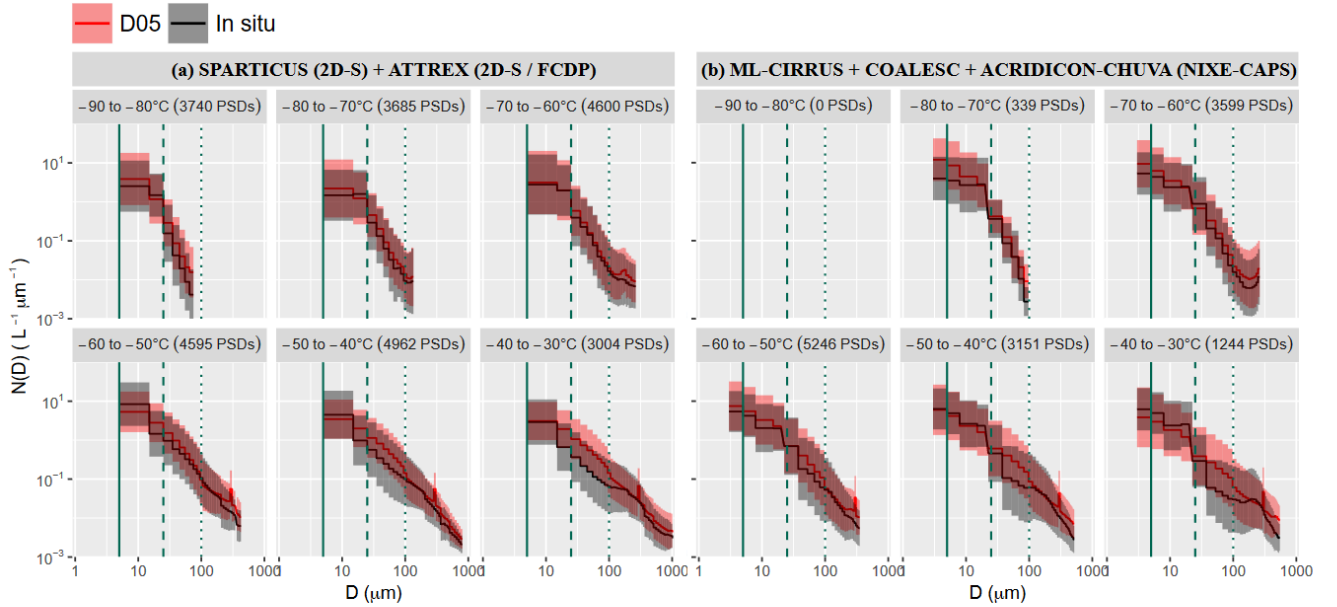 D05 In situ
(a) SPARTICUS (2D-S) + ATTREX (2D-S / FCDP) (b) ML-CIRRUS + COALESC + ACRIDICON-CHUVA (NIXE-CAPS)
−90 to −80°C (3740 PSDs) −80 to −70°C (3685 PSDs) −70 to −60°C (4600 PSDs) −90 to −80°C (0 PSDs) −80 to −70°C (339 PSDs) −70 to −60°C (3599 PSDs)
10¹
10⁻¹
10⁻³
N(D) ( L⁻¹ μm⁻¹)
−60 to −50°C (4595 PSDs) −50 to −40°C (4962 PSDs) −40 to −30°C (3004 PSDs) −60 to −50°C (5246 PSDs) −50 to −40°C (3151 PSDs) −40 to −30°C (1244 PSDs)
10¹
10⁻¹
10⁻³
1 10 100 1000 1 10 100 1000 1 10 100 1000 1 10 100 1000 1 10 100 1000 1 10 100 1000
D (μm) D (μm)